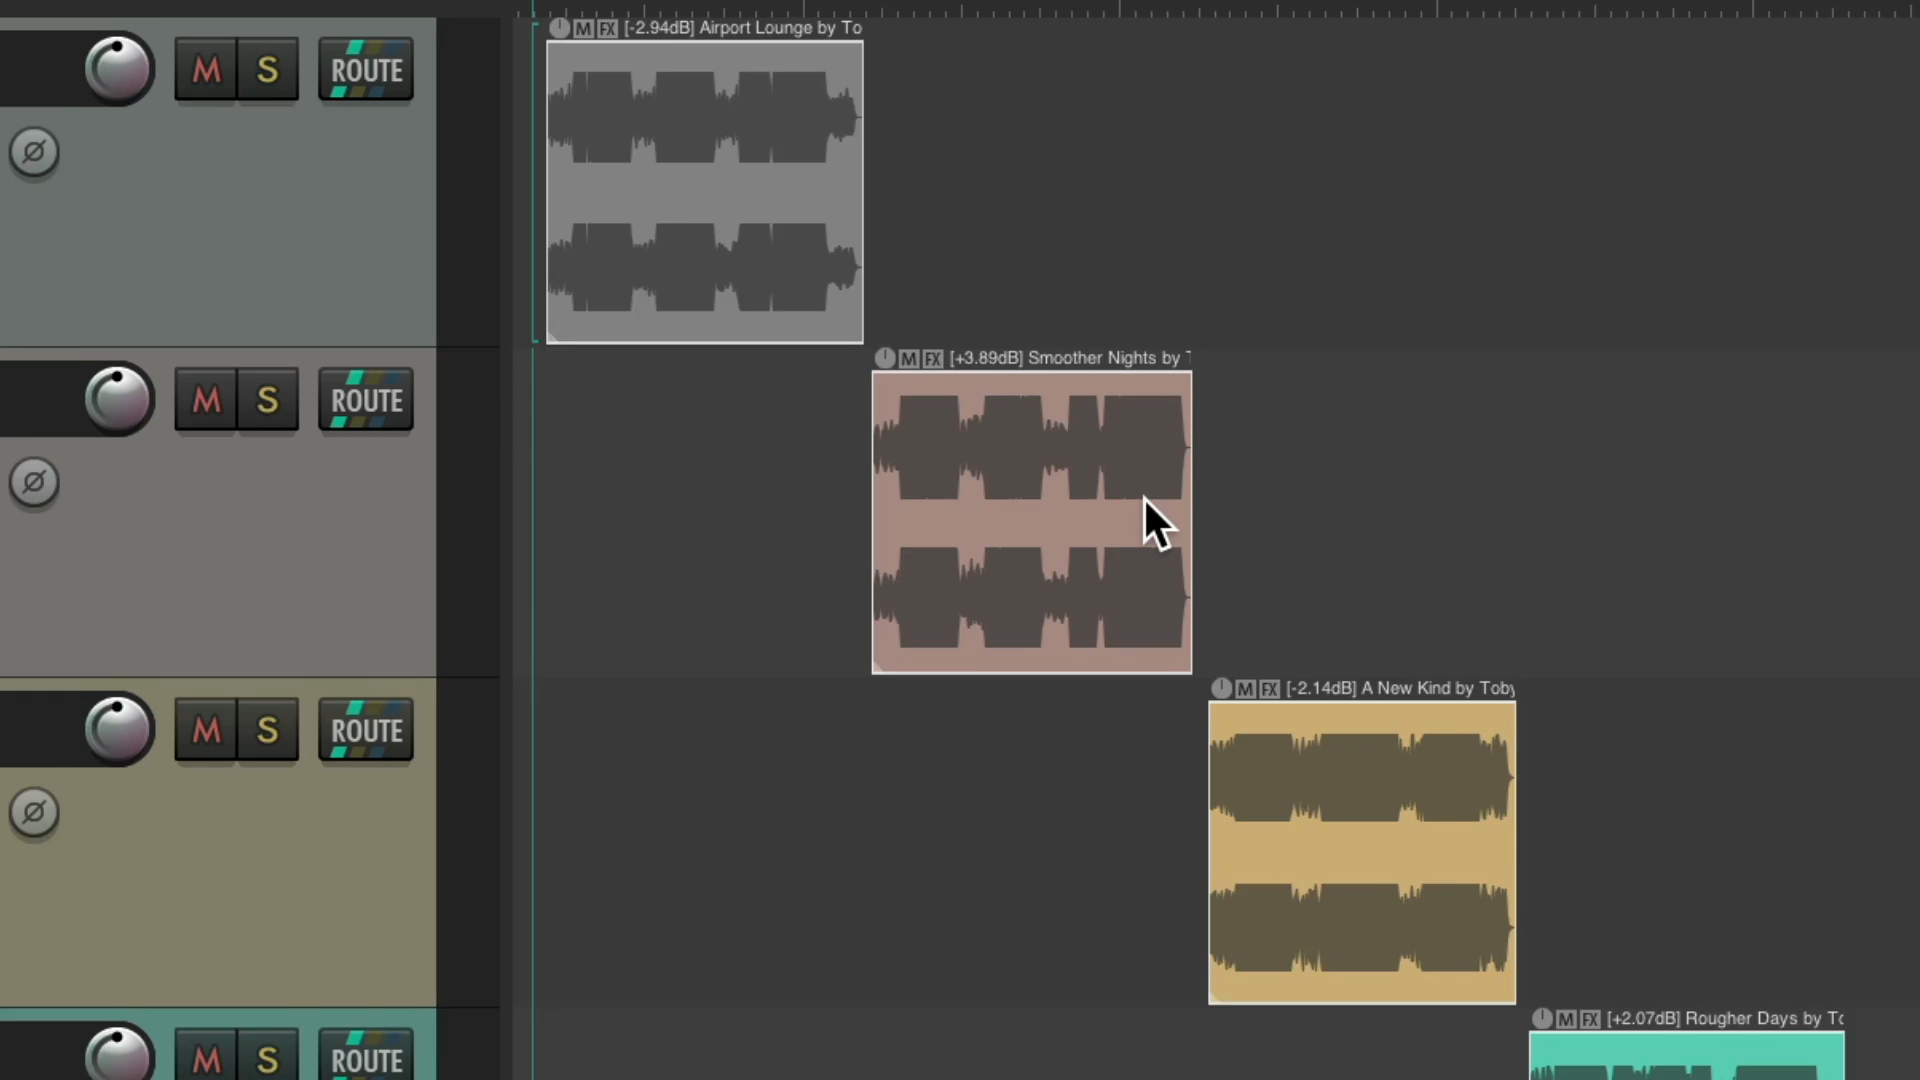 M S ROUTE
M FX [-2.94dB] Airport Lounge by To
M S ROUTE
M FX [+3.89dB] Smoother Nights by
M S ROUTE
M FX [-2.14dB] A New Kind by Toby
M S ROUTE
M FX [+2.07dB] Rougher Days by To